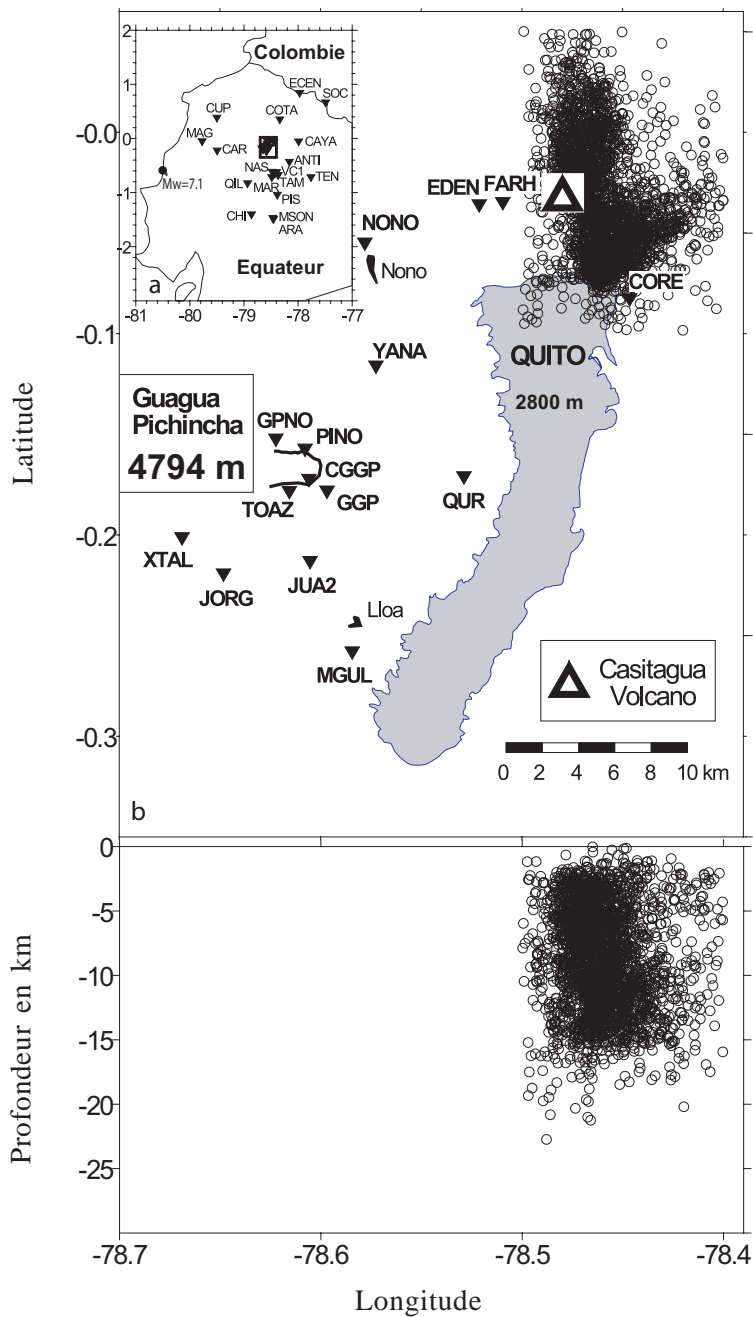 2
Colombie
ECEN
SOC
1
CUP
COTA
-0.0
MAG
CAR
CAYA
NAS
VC1
ANTI
Mw=7.1
QIL
MAR
TAM
TEN
-1
PIS
CHI
MSON
ARA
-2
Equateur
a
-81
-80
-79
-78
-77
-0.0
EDEN
FARH
NONO
Nono
CORE
-0.1
YANA
QUITO
2800 m
Guagua
Pichincha
4794 m
GPNO
PINO
CGGP
TOAZ
GGP
QUR
-0.2
XTAL
JORG
JUA2
Lloa
MGUL
Casitagua
Volcano
-0.3
0 2 4 6 8 10 km
b
Latitude
0
-5
-10
-15
-20
-25
Profondeur en km
-78.7
-78.6
-78.5
-78.4
Longitude